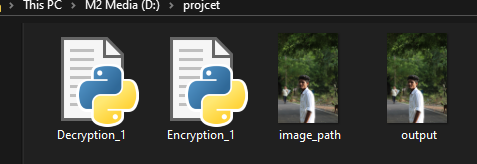 This PC > M2 Media (D:) > projcet
Decryption_1
Encryption_1
image_path
output